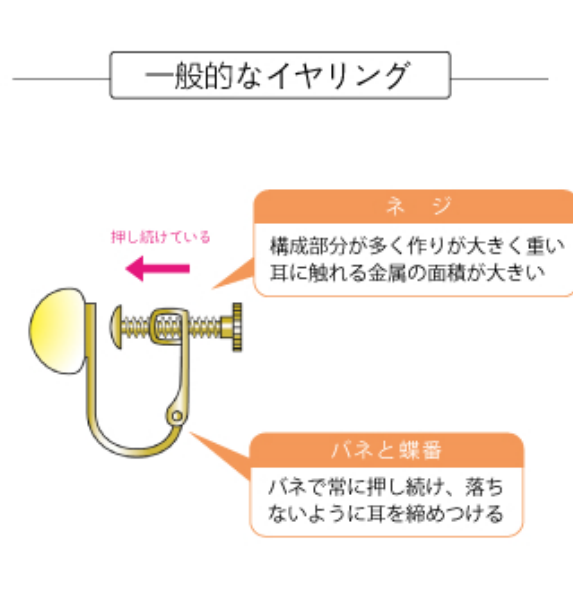 一般的なイヤリング
ネジ
押し続けている
構成部分が多く作りが大きく重い
耳に触れる金属の面積が大きい
バネと蝶番
バネで常に押し続け、落ち
ないように耳を締めつける